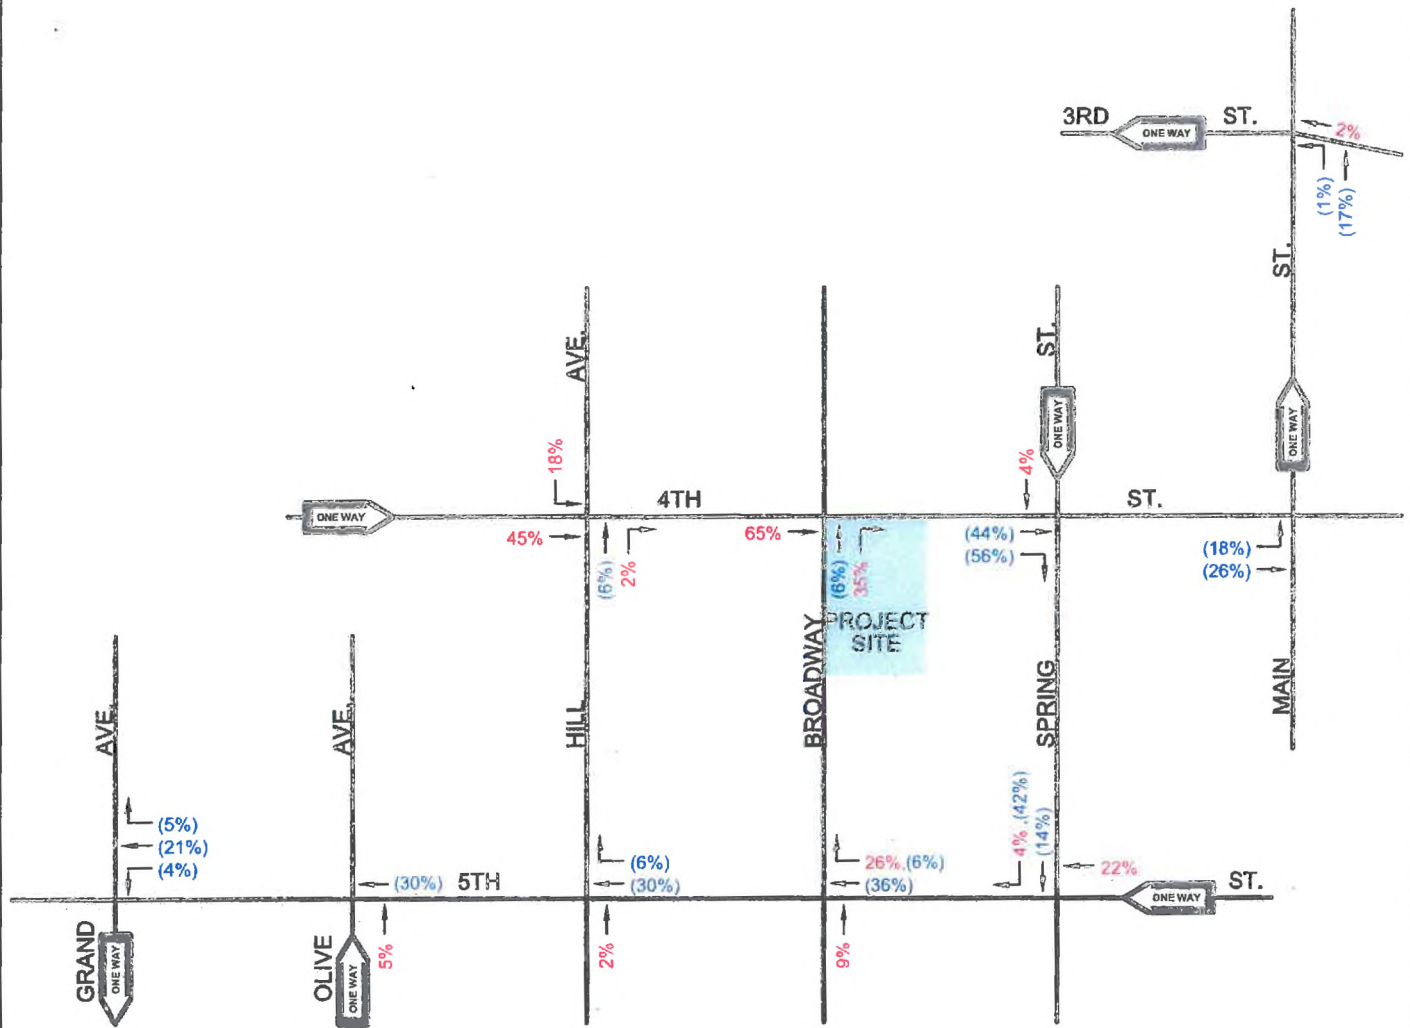 3RD
ONE WAY
ST.
2%
(1%)
(17%)
ST.
AVE.
ST.
ONE WAY
ONE WAY
18%
4%
ONE WAY
4TH
ST.
45%
(6%)
2%
65%
(6%)
35%
(44%)
(56%)
(18%)
(26%)
PROJECT
SITE
AVE.
AVE.
HILL
BROADWAY
SPRING
MAIN
(5%)
(21%)
(4%)
(30%)
5TH
(6%)
(30%)
26%,(6%)
(36%)
4%,(42%)
(14%)
22%
ONE WAY
ST.
GRAND
ONE WAY
OLIVE
ONE WAY
5%
2%
9%